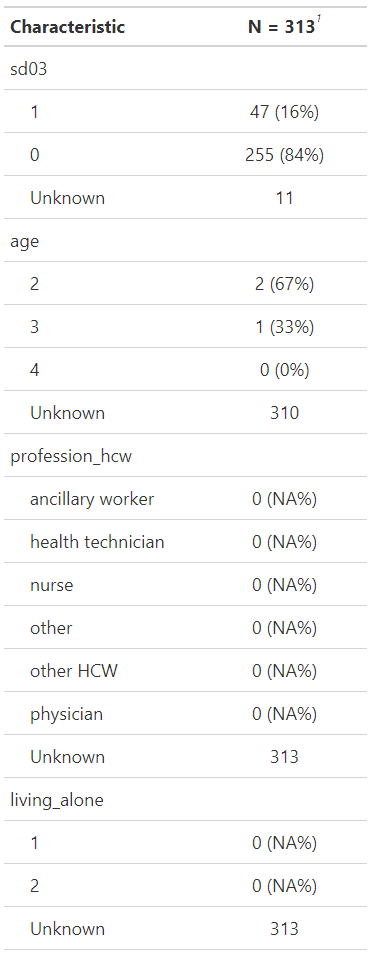 Characteristic N = 313¹
sd03
1 47 (16%)
0 255 (84%)
Unknown 11
age
2 2 (67%)
3 1 (33%)
4 0 (0%)
Unknown 310
profession_hcw
ancillary worker 0 (NA%)
health technician 0 (NA%)
nurse 0 (NA%)
other 0 (NA%)
other HCW 0 (NA%)
physician 0 (NA%)
Unknown 313
living_alone
1 0 (NA%)
2 0 (NA%)
Unknown 313